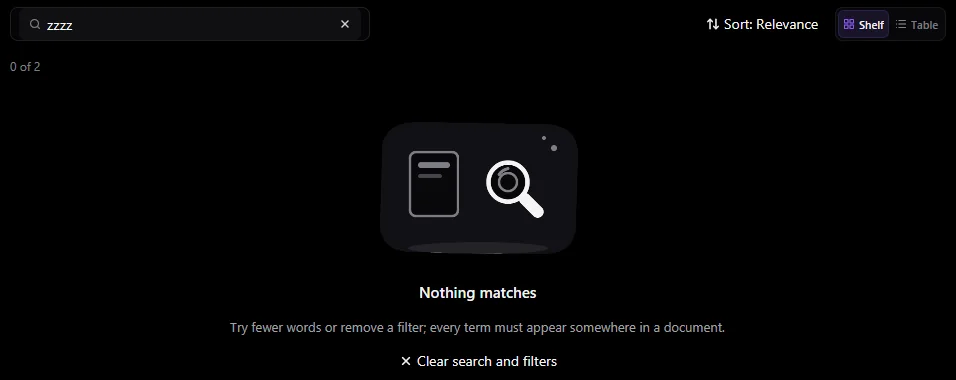 zzzz
Sort: Relevance
Shelf
Table
0 of 2
Nothing matches
Try fewer words or remove a filter; every term must appear somewhere in a document.
Clear search and filters